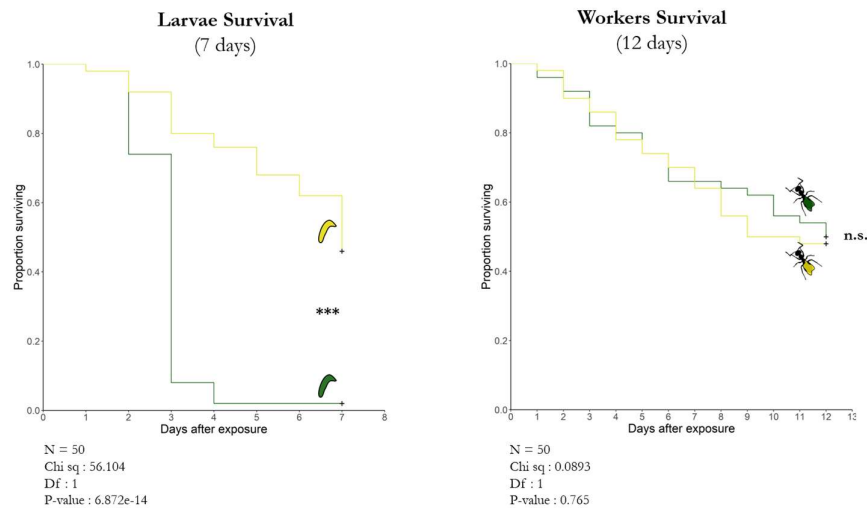 Larvae Survival
(7 days)
1.0
0.8
0.6
0.4
0.2
0.0
Proportion surviving
0
1
2
3
4
5
6
7
8
Days after exposure
***
N = 50
Chi sq : 56.104
Df : 1
P-value : 6.872e-14
Workers Survival
(12 days)
1.0
0.8
0.6
0.4
0.2
0.0
Proportion surviving
0
1
2
3
4
5
6
7
8
9
10
11
12
13
Days after exposure
n.s.
N = 50
Chi sq : 0.0893
Df : 1
P-value : 0.765